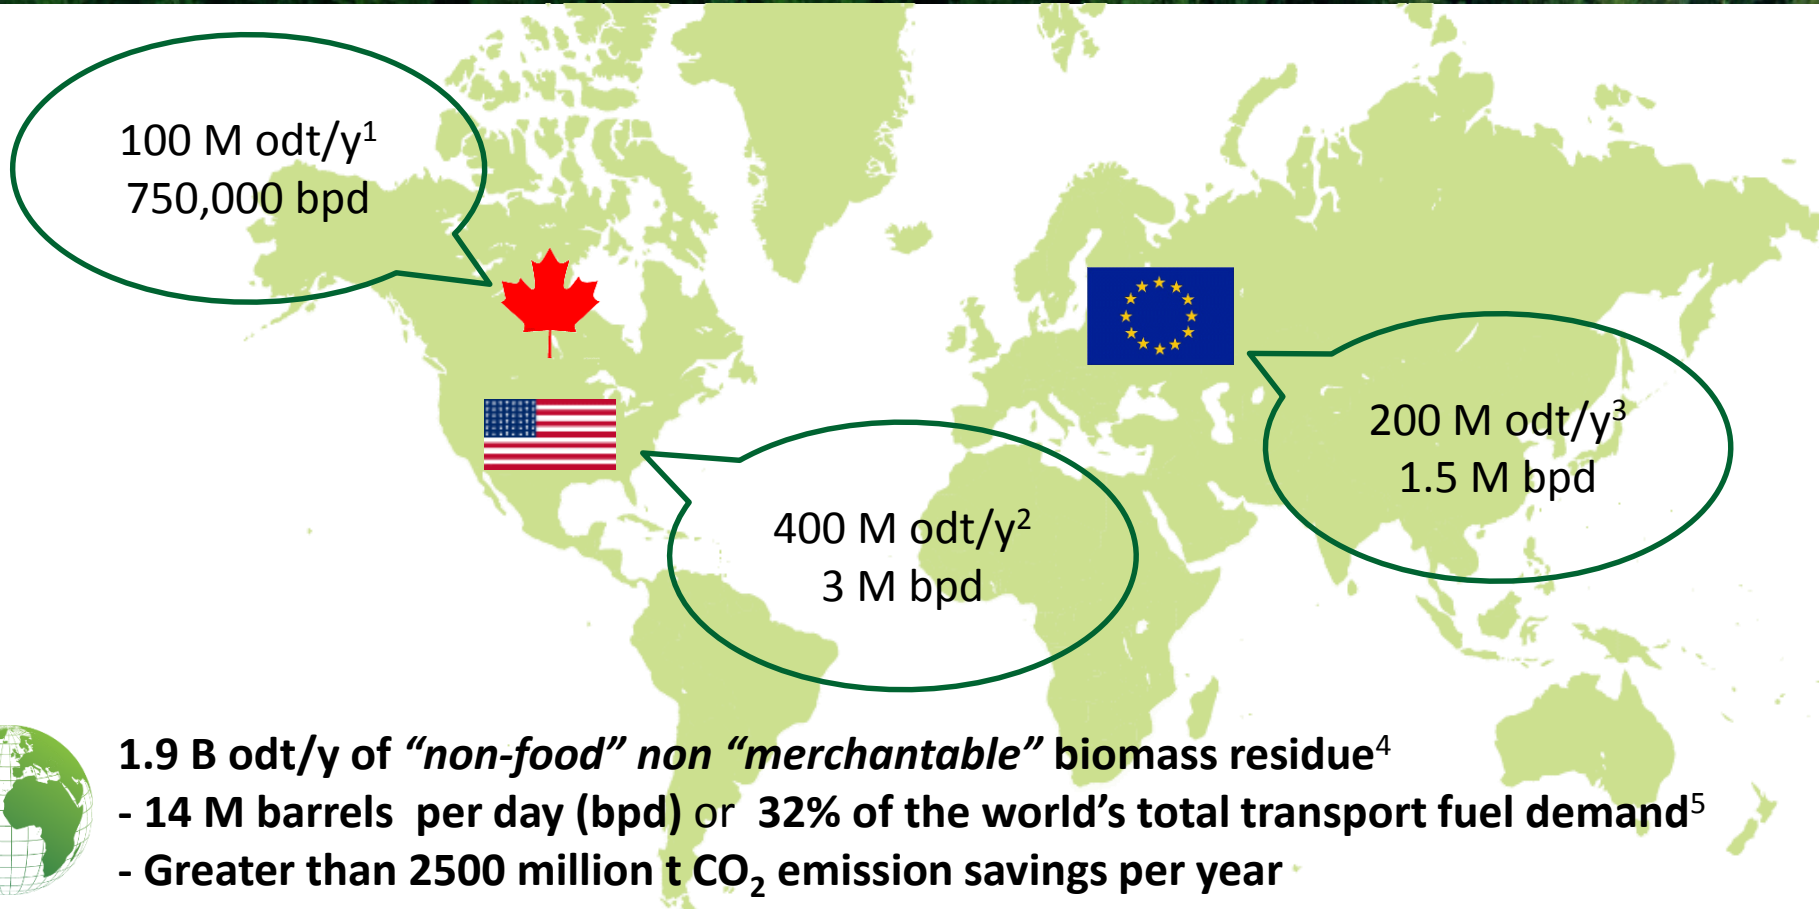 100 M odt/y¹
750,000 bpd
200 M odt/y³
1.5 M bpd
400 M odt/y²
3 M bpd
1.9 B odt/y of “non-food” non “merchantable” biomass residue⁴
- 14 M barrels per day (bpd) or 32% of the world’s total transport fuel demand⁵
- Greater than 2500 million t CO₂ emission savings per year